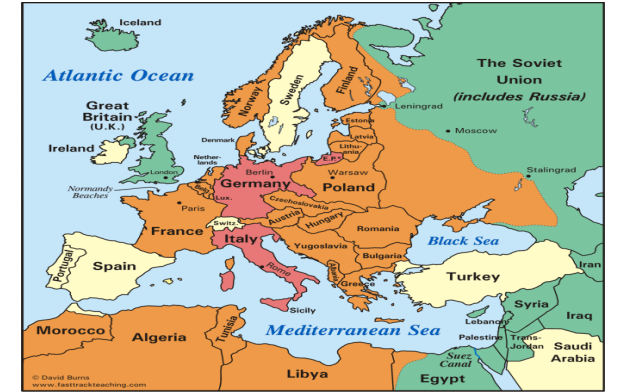 Iceland
Atlantic Ocean
The Soviet
Union
(includes Russia)
Norway
Sweden
Finland
Leningrad
Great
Britain
(U.K.)
Ireland
London
Normandy
Beaches
Estonia
Latvia
Lithu-
ania
Moscow
Denmark
Nether-
lands
E.P.*
Stalingrad
Berlin
Germany
Warsaw
Poland
Belg.
Lux.
Paris
France
Czechoslovakia
Switz.
Austria
Hungary
Romania
Italy
Yugoslavia
Black Sea
Bulgaria
Portugal
Spain
Rome
Albania
Greece
Turkey
Iran
Sicily
Syria
Lebanon
Iraq
Mediterranean Sea
Palestine
Trans-
Jordan
Saudi
Arabia
Suez
Canal
Morocco
Algeria
Tunisia
Libya
Egypt
© David Burns
www.fasttrackteaching.com